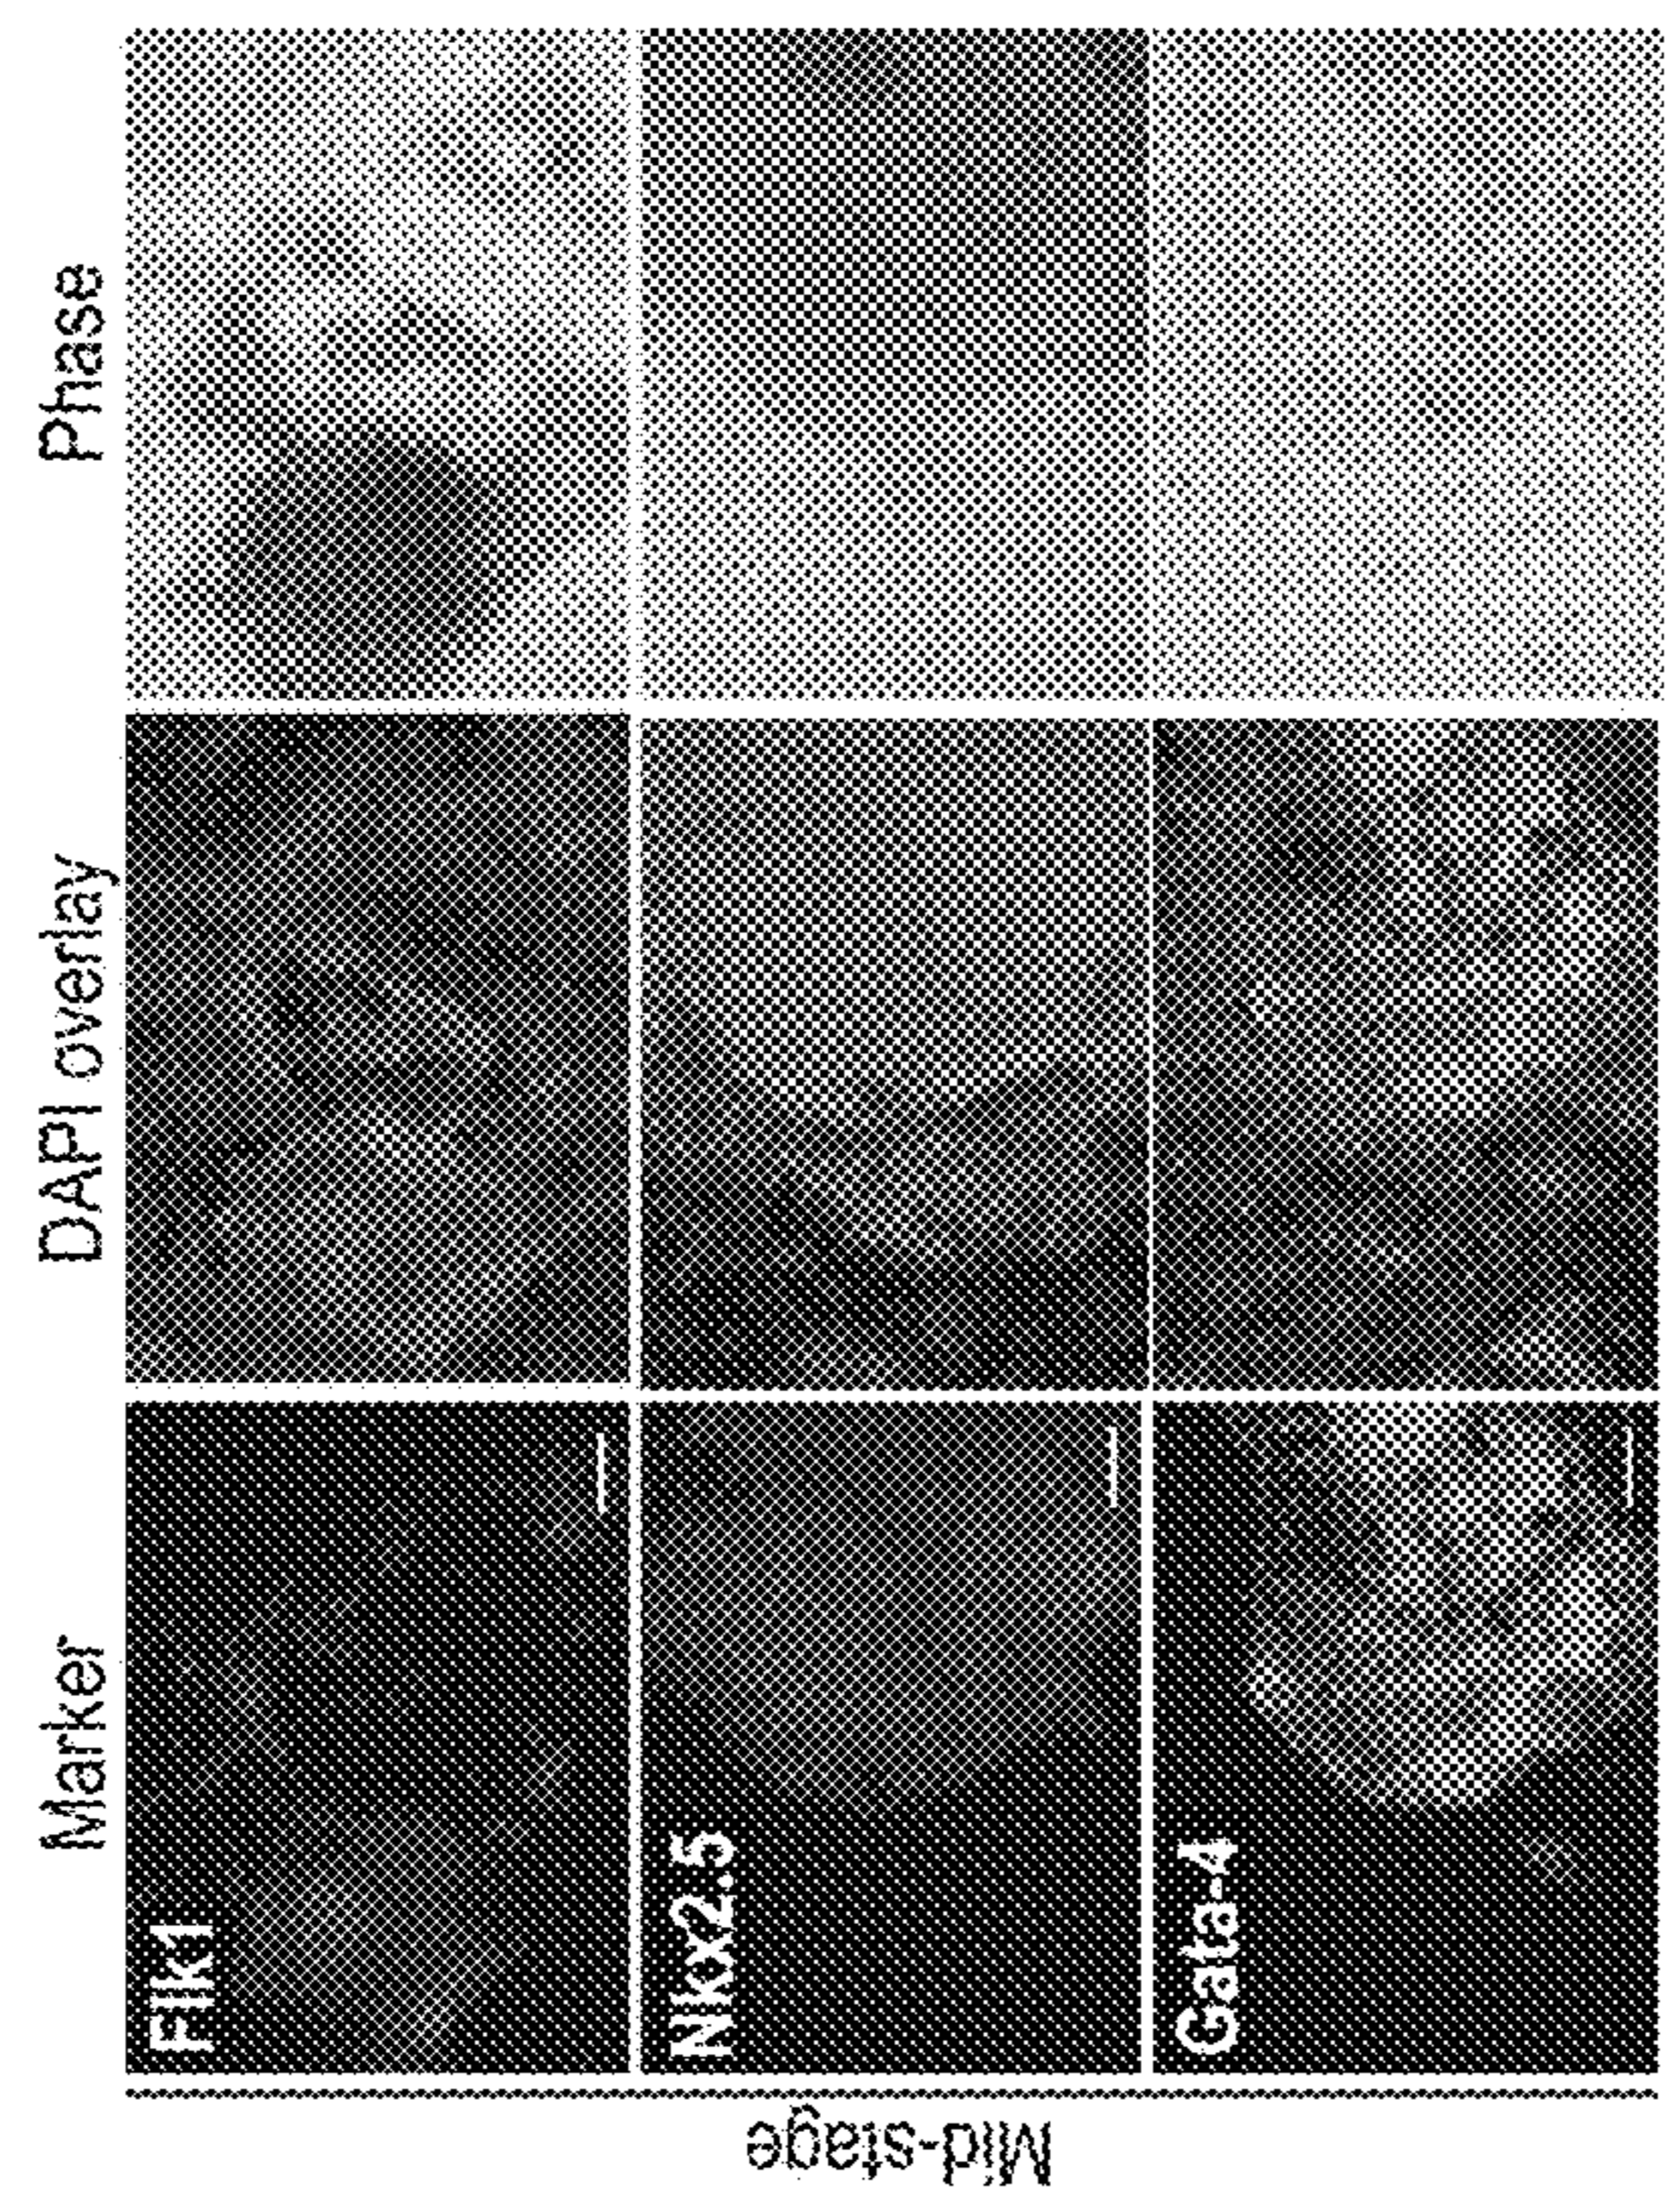 Marker
DAPI overlay
Phase
Mid-stage
Flk1
Nkx2.5
Gata-4